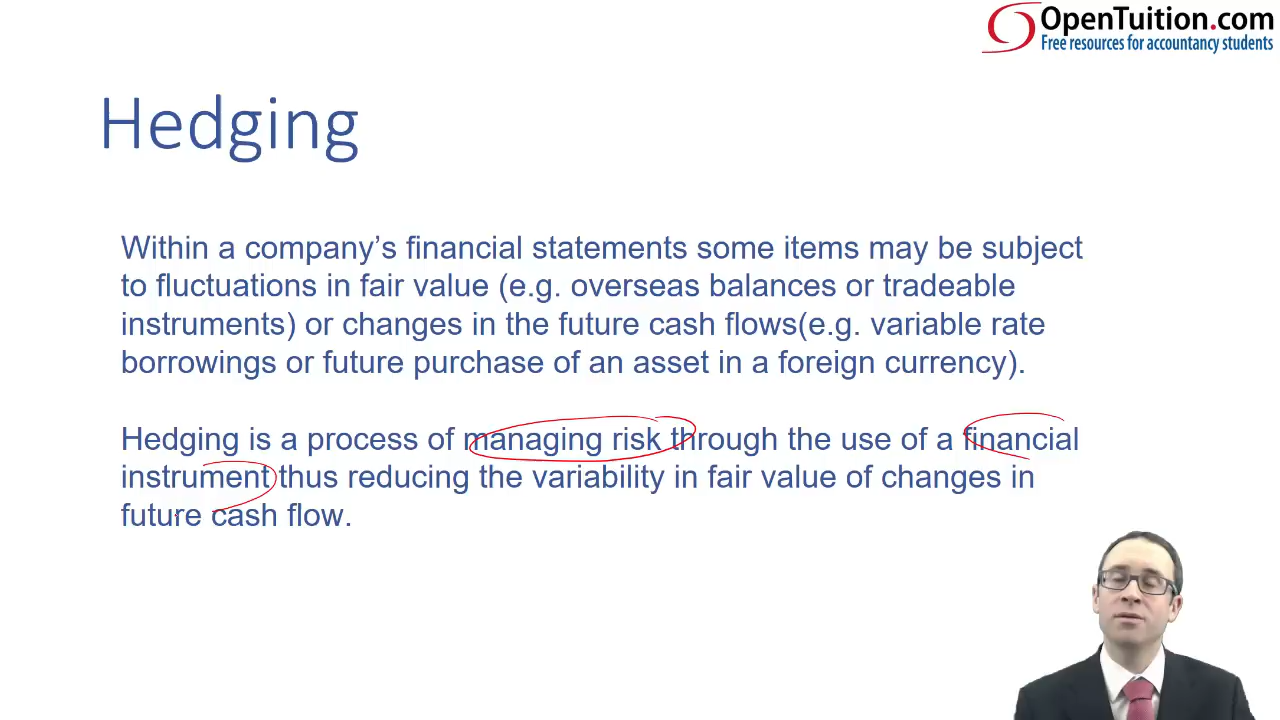 OpenTuition.com
Free resources for accountancy students
Hedging
Within a company’s financial statements some items may be subject
to fluctuations in fair value (e.g. overseas balances or tradeable
instruments) or changes in the future cash flows(e.g. variable rate
borrowings or future purchase of an asset in a foreign currency).
Hedging is a process of managing risk through the use of a financial
instrument thus reducing the variability in fair value of changes in
future cash flow.